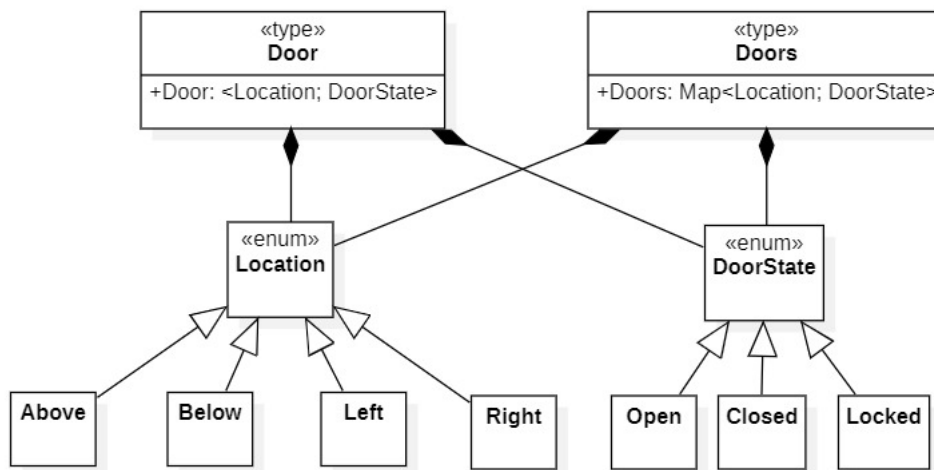 «type»
Door
+Door: <Location; DoorState>
«type»
Doors
+Doors: Map<Location; DoorState>
«enum»
Location
«enum»
DoorState
Above
Below
Left
Right
Open
Closed
Locked